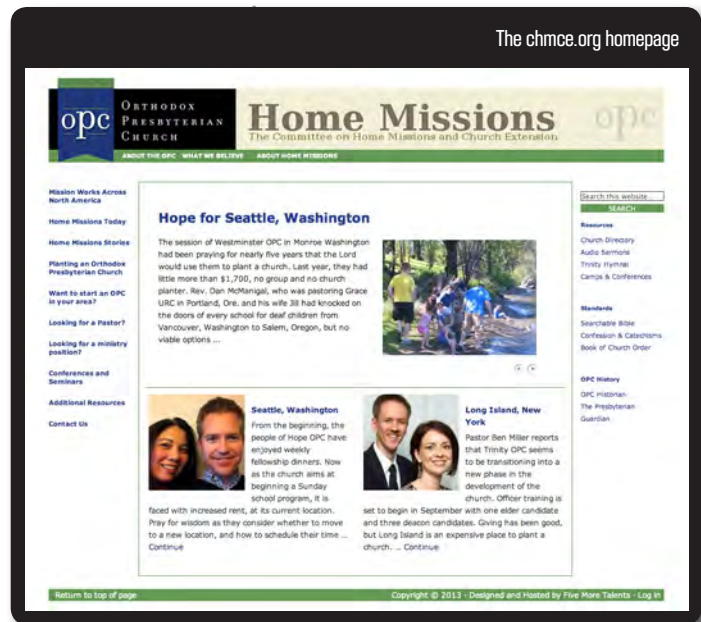 The chmce.org homepage
opc
ORTHODOX
PRESBYTERIAN
CHURCH
Home Missions
The Committee on Home Missions and Church Extension
opc
ABOUT THE OPC WHAT WE BELIEVE ABOUT HOME MISSIONS
Mission Works Across
North America
Home Missions Today
Home Missions Stories
Planting an Orthodox
Presbyterian Church
Want to start an OPC
in your area?
Looking for a Pastor?
Looking for a ministry
position?
Conferences and
Seminars
Additional Resources
Contact Us
Hope for Seattle, Washington
The session of Westminster OPC in Monroe Washington
had been praying for nearly five years that the Lord
would use them to plant a church. Last year, they had
little more than $1,700, no group and no church
planter. Rev. Dan McManigal, who was pastoring Grace
URC in Portland, Ore. and his wife Jill had knocked on
the doors of every school for deaf children from
Vancouver, Washington to Salem, Oregon, but no
viable options ...
Seattle, Washington
From the beginning, the
people of Hope OPC have
enjoyed weekly
fellowship dinners. Now
as the church aims at
beginning a Sunday
school program, it is
faced with increased rent, at its current location.
Pray for wisdom as they consider whether to move
to a new location, and how to schedule their time ...
Continue
Long Island, New
York
Pastor Ben Miller reports
that Trinity OPC seems
to be transitioning into a
new phase in the
development of the
church. Officer training is
set to begin in September with one elder candidate
and three deacon candidates. Giving has been good,
but Long Island is an expensive place to plant a
church. ... Continue
Search this website...
SEARCH
Resources
Church Directory
Audio Sermons
Trinity Hymnal
Camps & Conferences
Standards
Searchable Bible
Confession & Catechisms
Book of Church Order
OPC History
OPC Historian
The Presbyterian
Guardian
Return to top of page
Copyright © 2013 · Designed and Hosted by Five More Talents · Log in